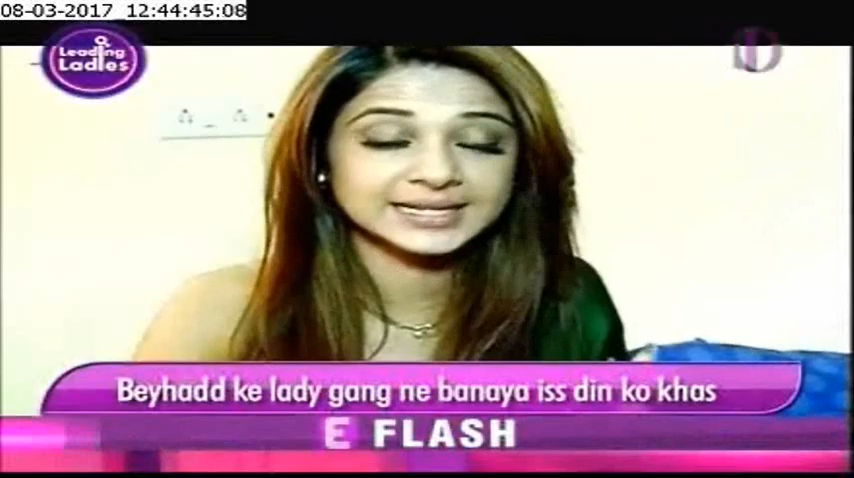 08-03-2017 12:44:45:08
Leading
Ladies
Beyhadd ke lady gang ne banaya iss din ko khas
E FLASH